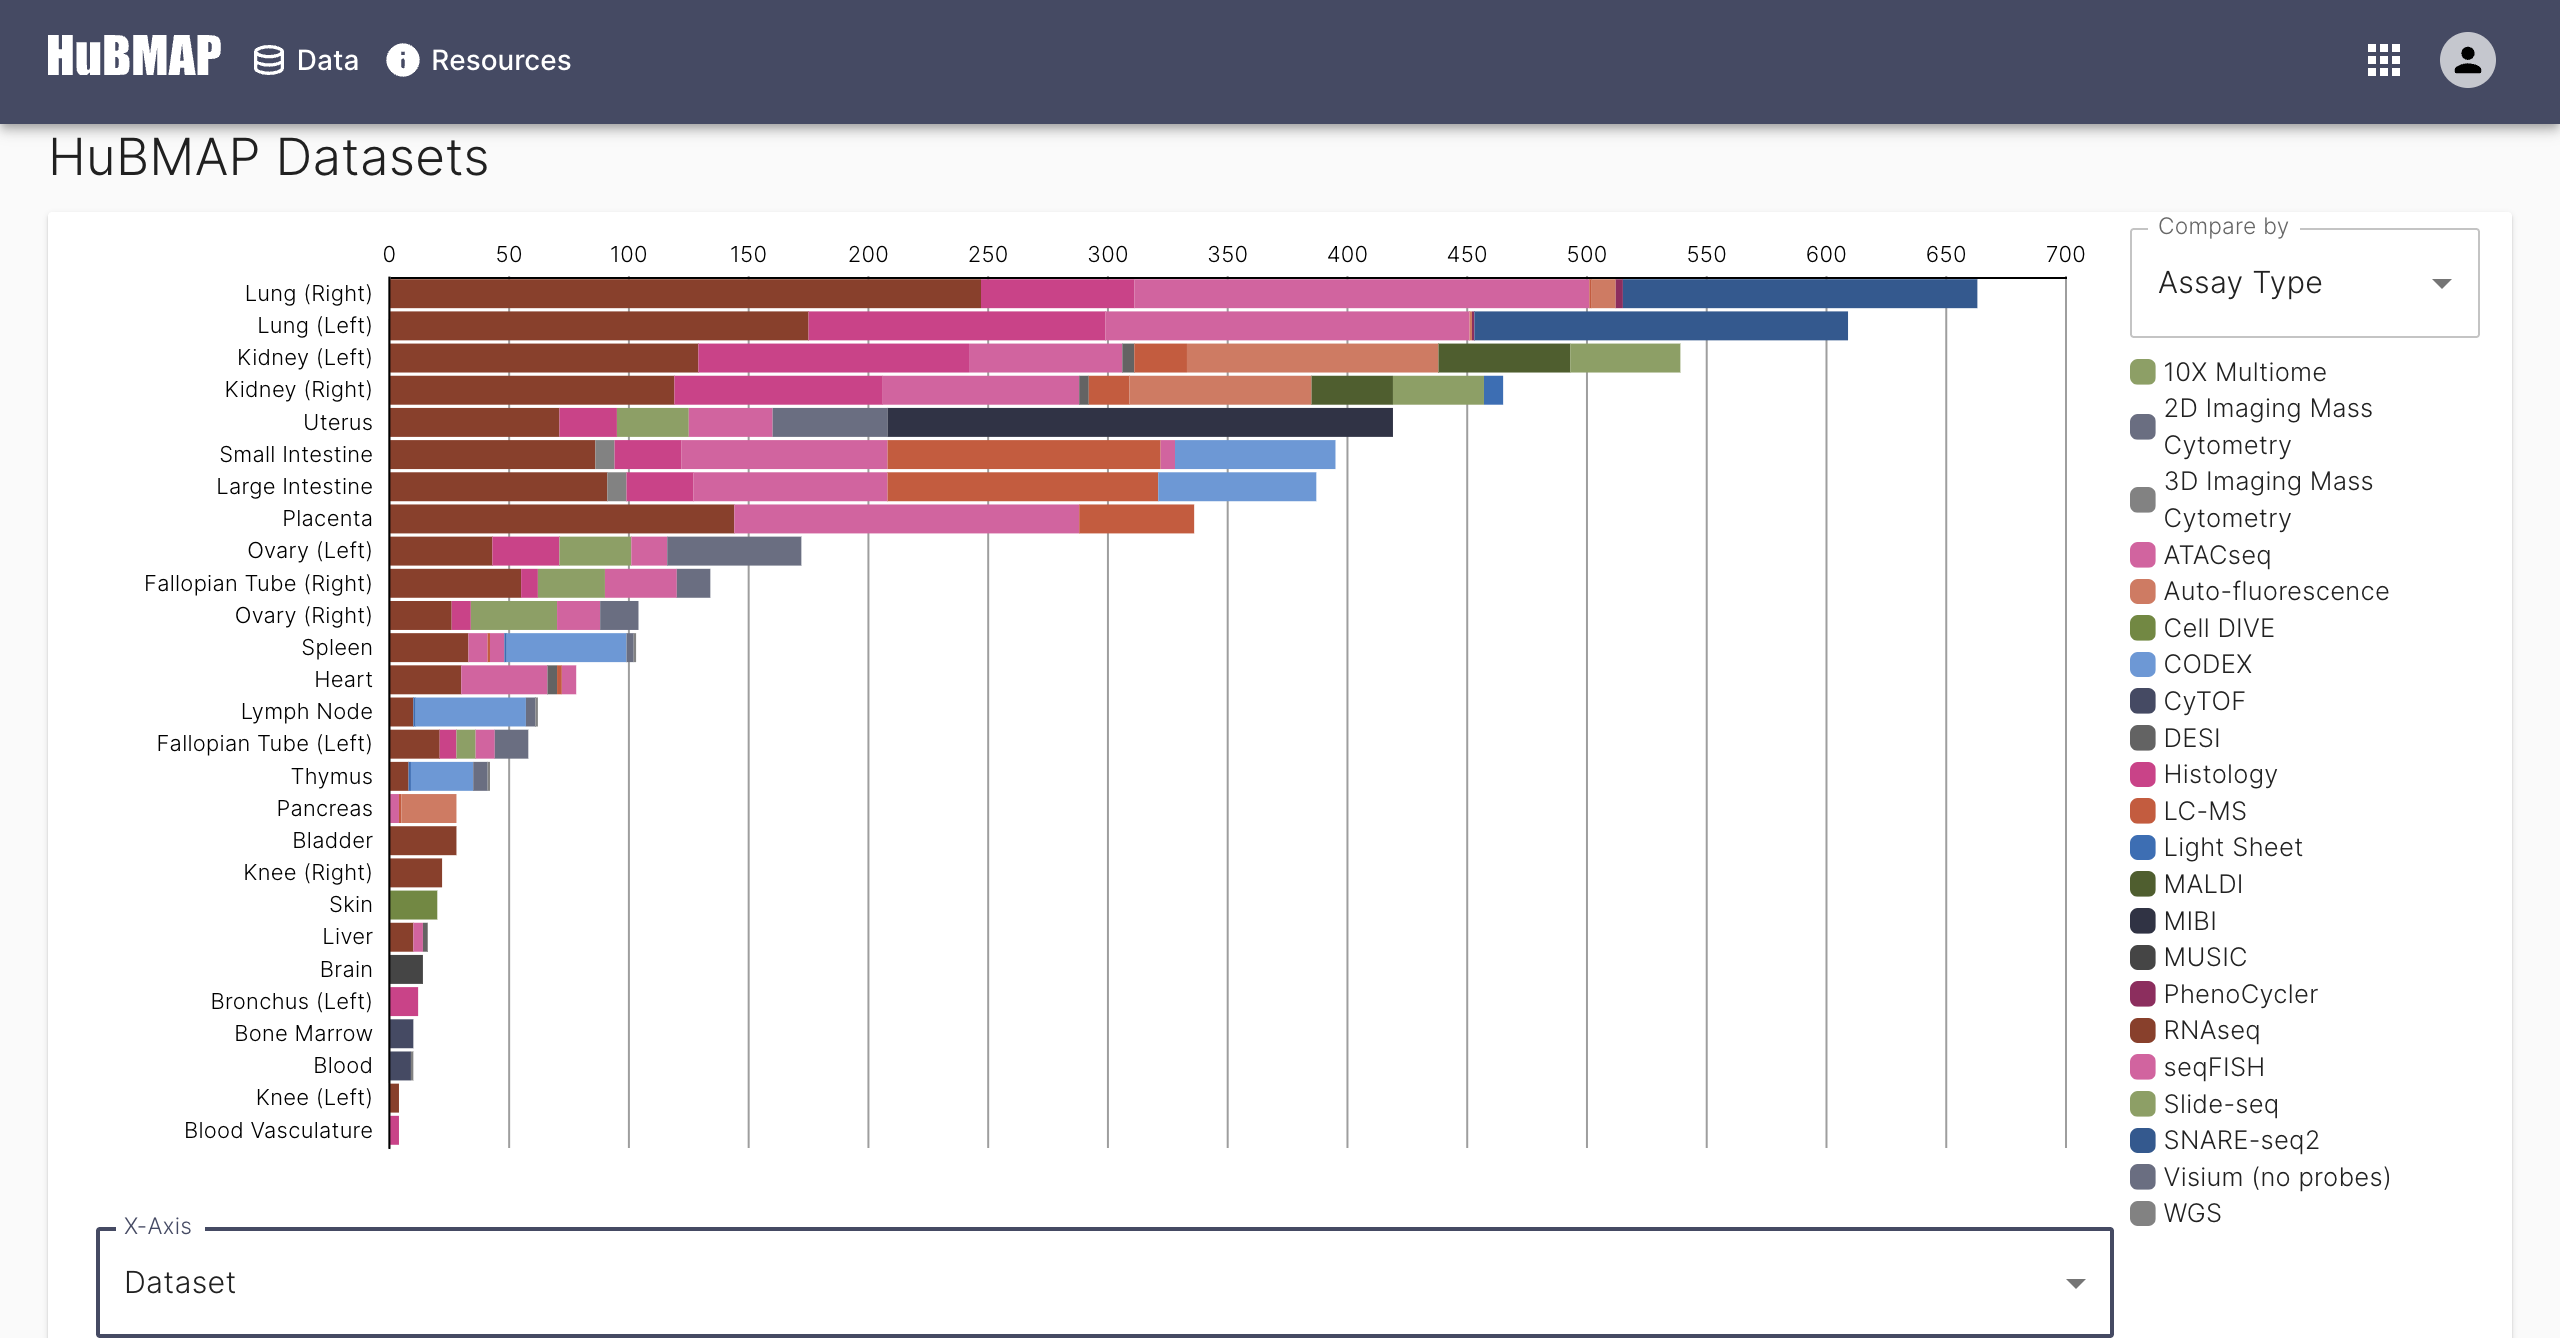 HuBMAP Data Resources
HuBMAP Datasets
Compare by
Assay Type
0 50 100 150 200 250 300 350 400 450 500 550 600 650 700
Lung (Right)
Lung (Left)
Kidney (Left)
Kidney (Right)
Uterus
Small Intestine
Large Intestine
Placenta
Ovary (Left)
Fallopian Tube (Right)
Ovary (Right)
Spleen
Heart
Lymph Node
Fallopian Tube (Left)
Thymus
Pancreas
Bladder
Knee (Right)
Skin
Liver
Brain
Bronchus (Left)
Bone Marrow
Blood
Knee (Left)
Blood Vasculature
10X Multiome
2D Imaging Mass
Cytometry
3D Imaging Mass
Cytometry
ATACseq
Auto-fluorescence
Cell DIVE
CODEX
CyTOF
DESI
Histology
LC-MS
Light Sheet
MALDI
MIBI
MUSIC
PhenoCycler
RNAseq
seqFISH
Slide-seq
SNARE-seq2
Visium (no probes)
WGS
X-Axis
Dataset